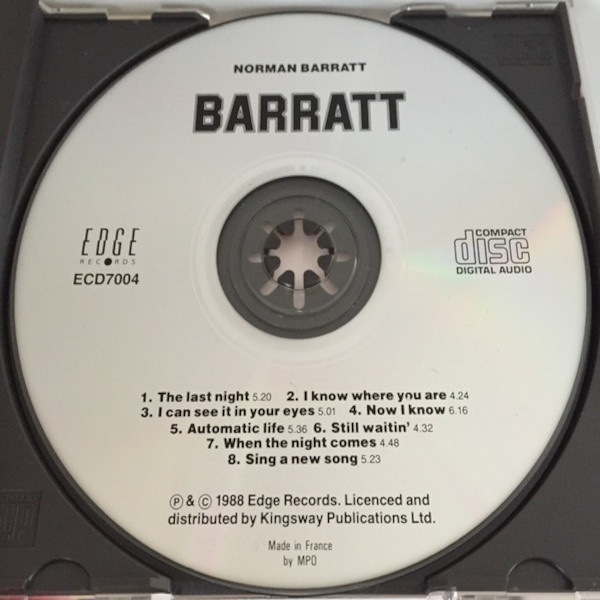 NORMAN BARRATT
BARRATT
EDGE
RECORDS
ECD7004
COMPACT
disc
DIGITAL AUDIO
1. The last night 5.20 2. I know where you are 4.24
3. I can see it in your eyes 5.01 4. Now I know 6.16
5. Automatic life 5.36 6. Still waitin' 4.32
7. When the night comes 4.48
8. Sing a new song 5.23
Ⓟ & © 1988 Edge Records. Licenced and
distributed by Kingsway Publications Ltd.
Made in France
by MPO